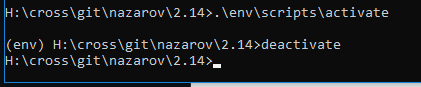 H:\cross\git\nazarov\2.14>.\env\scripts\activate
(env) H:\cross\git\nazarov\2.14>deactivate
H:\cross\git\nazarov\2.14>